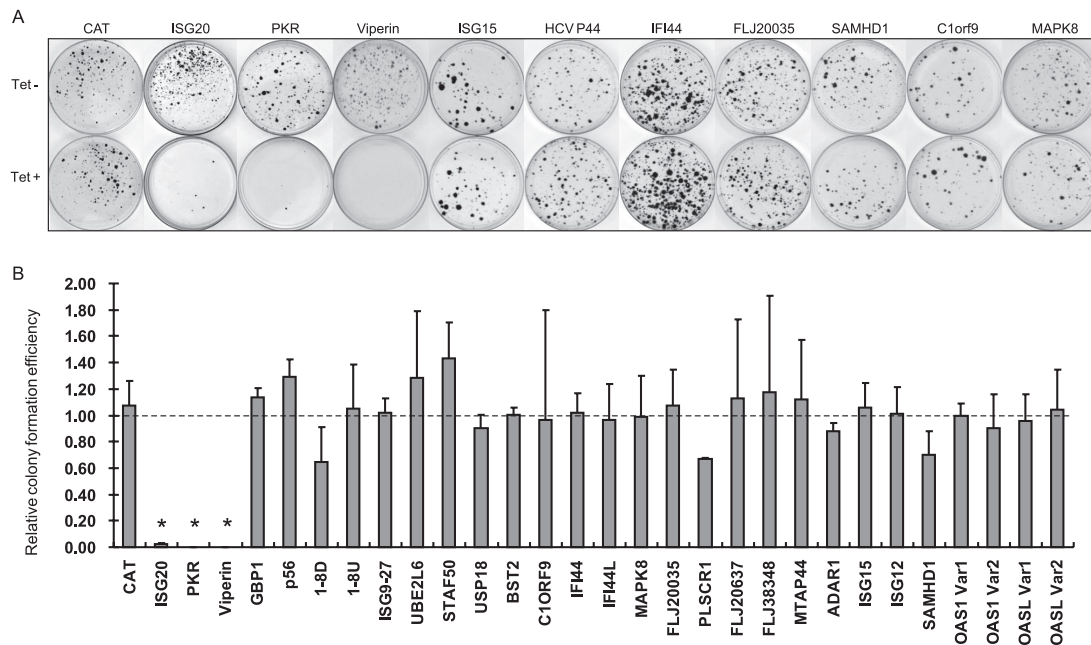 A
CAT ISG20 PKR Viperin ISG15 HCV P44 IFI44 FLJ20035 SAMHD1 C1orf9 MAPK8
Tet -
Tet +
B
Relative colony formation efficiency
2.00
1.80
1.60
1.40
1.20
1.00
0.80
0.60
0.40
0.20
0.00
* * *
CAT
ISG20
PKR
Viperin
GBP1
p56
1-8D
1-8U
ISG9-27
UBE2L6
STAF50
USP18
BST2
C1ORF9
IFI44
IFI44L
MAPK8
FLJ20035
PLSCR1
FLJ20637
FLJ38348
MTAP44
ADAR1
ISG15
ISG12
SAMHD1
OAS1 Var1
OAS1 Var2
OASL Var1
OASL Var2